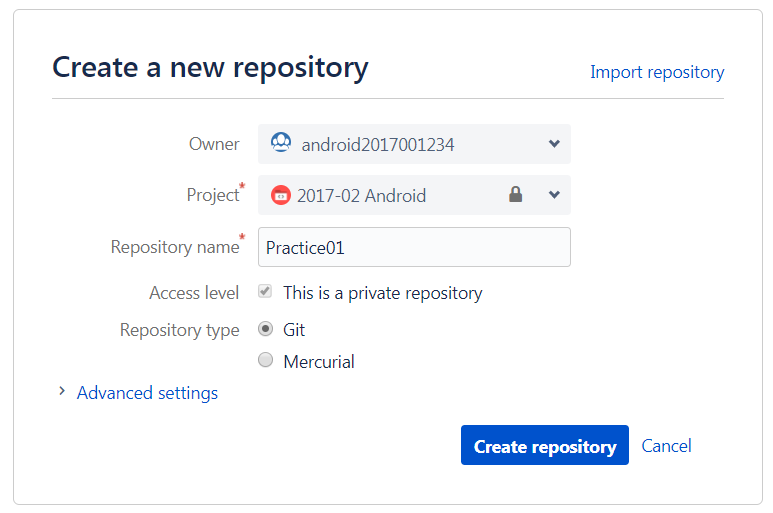 Create a new repository
Import repository
Owner android2017001234
Project* 2017-02 Android
Repository name* Practice01
Access level This is a private repository
Repository type Git
Mercurial
Advanced settings
Create repository Cancel